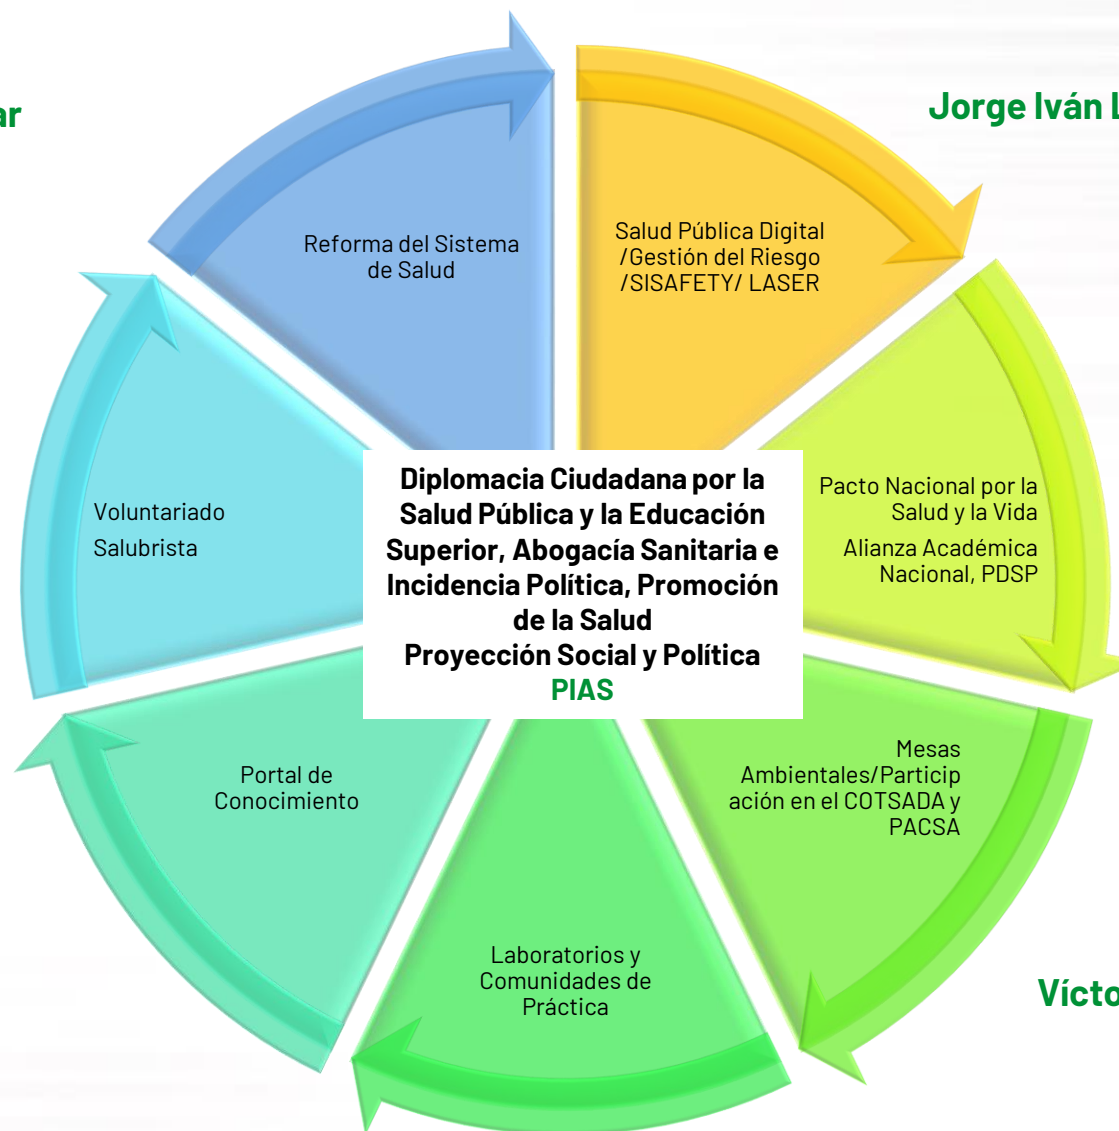 Jorge Iván
Reforma del Sistema
de Salud
Salud Pública Digital
/Gestión del Riesgo
/SISAFETY/ LASER
Pacto Nacional por la
Salud y la Vida
Alianza Académica
Nacional, PDSP
Mesas
Ambientales/Particip
ación en el COTSADA y
PACSA
Laboratorios y
Comunidades de
Práctica
Portal de
Conocimiento
Voluntariado
Salubrista
Diplomacia Ciudadana por la
Salud Pública y la Educación
Superior, Abogacía Sanitaria e
Incidencia Política, Promoción
de la Salud
Proyección Social y Política
PIAS